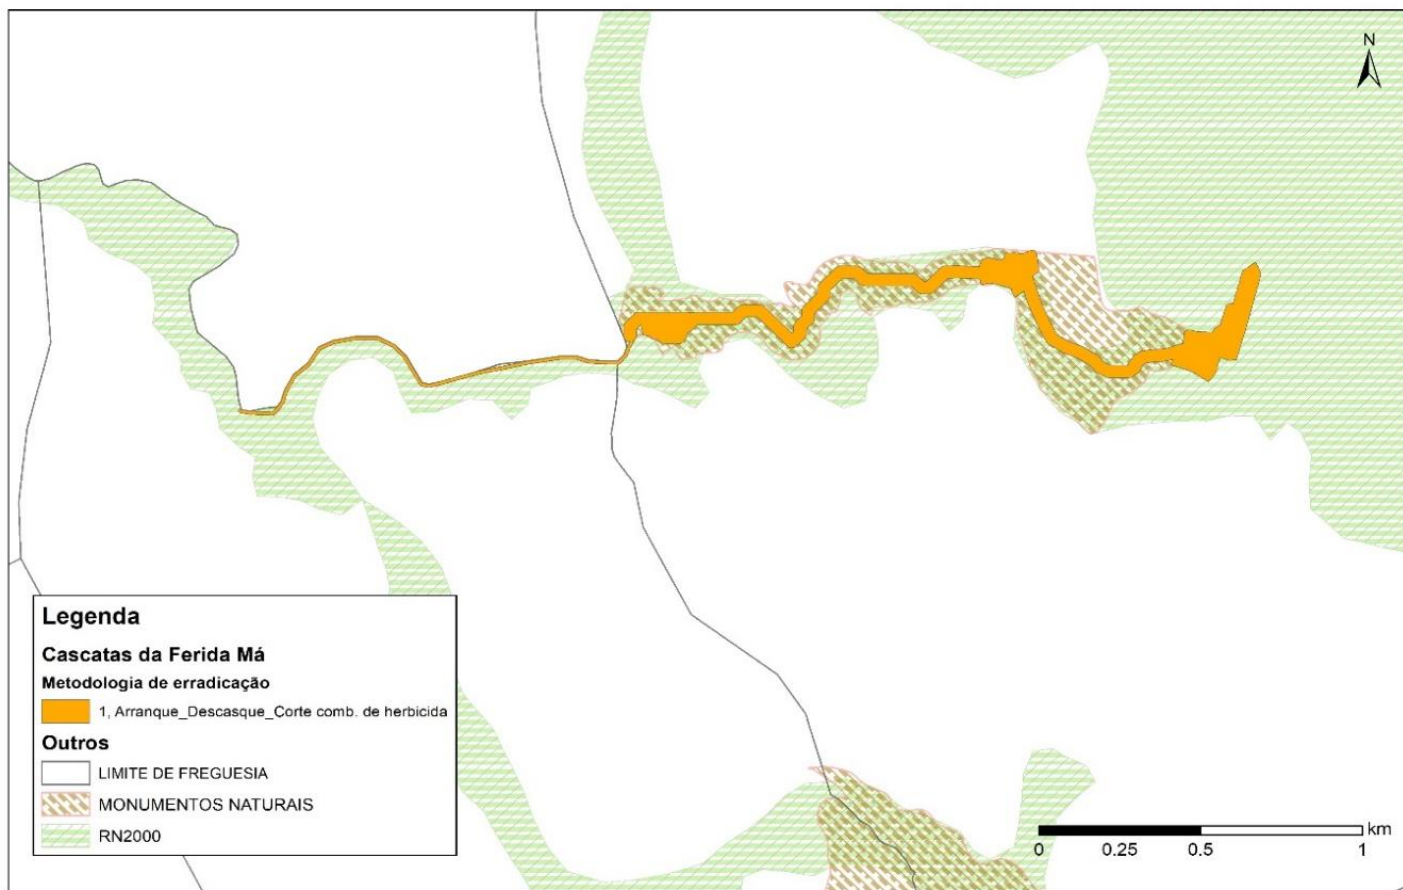 N
Legenda
Cascatas da Ferida Má
Metodologia de erradicação
1, Arranque_Descasque_Corte comb. de herbicida
Outros
LIMITE DE FREGUESIA
MONUMENTOS NATURAIS
RN2000
km
0 0.25 0.5 1